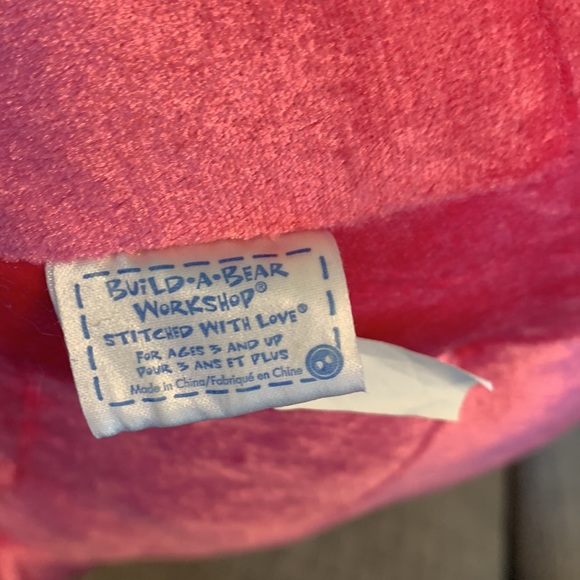 BUILD-A-BEAR
WORKSHOP®
STITCHED WITH LOVE®
FOR AGES 3 AND UP
POUR 3 ANS ET PLUS
Made in China/Fabriqué en Chine